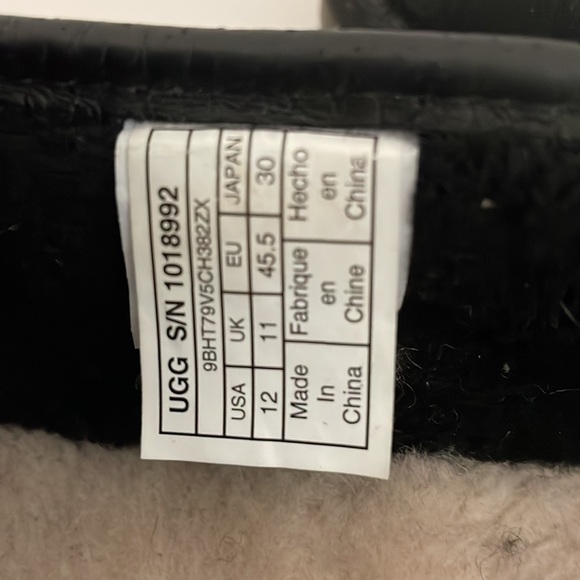 UGG S/N 1018992
9BHT79V5CH382ZX
USA UK EU JAPAN
12 11 45.5 30
Made Fabrique Hecho
In en en
China Chine China